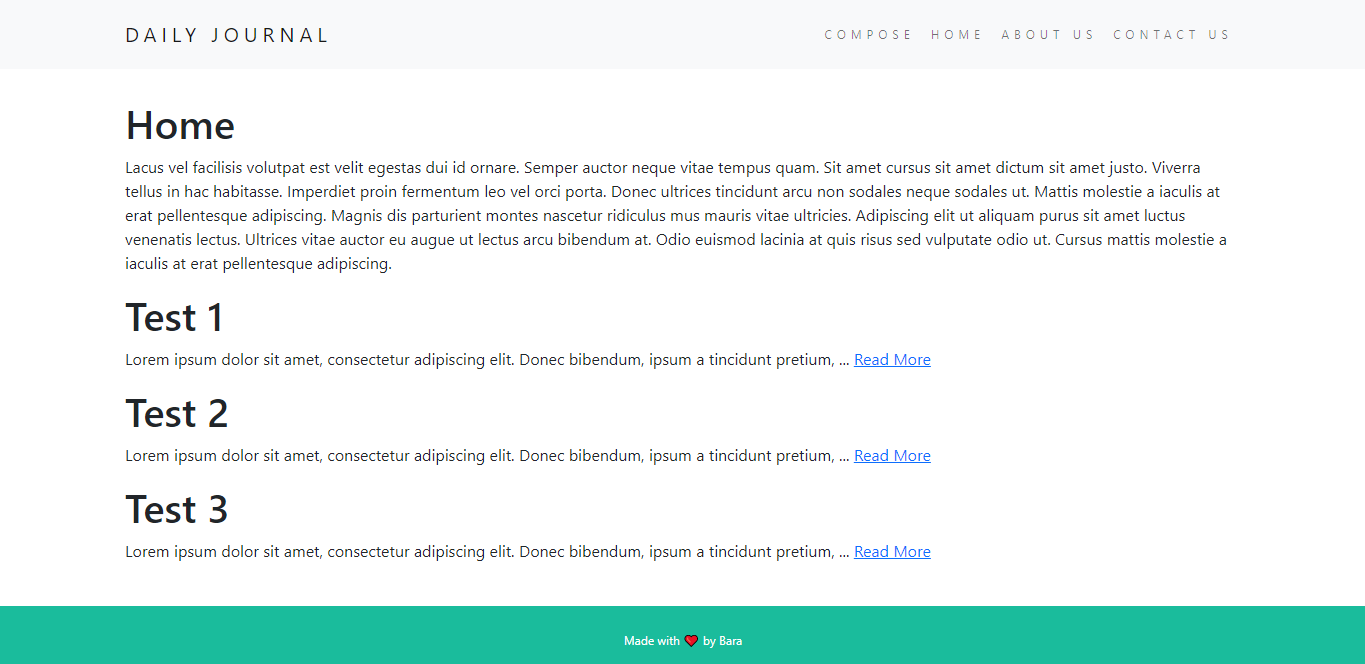 DAILY JOURNAL
COMPOSE HOME ABOUT US CONTACT US
Home
Lacus vel facilisis volutpat est velit egestas dui id ornare. Semper auctor neque vitae tempus quam. Sit amet cursus sit amet dictum sit amet justo. Viverra
tellus in hac habitasse. Imperdiet proin fermentum leo vel orci porta. Donec ultrices tincidunt arcu non sodales neque sodales ut. Mattis molestie a iaculis at
erat pellentesque adipiscing. Magnis dis parturient montes nascetur ridiculus mus mauris vitae ultricies. Adipiscing elit ut aliquam purus sit amet luctus
venenatis lectus. Ultrices vitae auctor eu augue ut lectus arcu bibendum at. Odio euismod lacinia at quis risus sed vulputate odio ut. Cursus mattis molestie a
iaculis at erat pellentesque adipiscing.
Test 1
Lorem ipsum dolor sit amet, consectetur adipiscing elit. Donec bibendum, ipsum a tincidunt pretium, ... Read More
Test 2
Lorem ipsum dolor sit amet, consectetur adipiscing elit. Donec bibendum, ipsum a tincidunt pretium, ... Read More
Test 3
Lorem ipsum dolor sit amet, consectetur adipiscing elit. Donec bibendum, ipsum a tincidunt pretium, ... Read More
Made with ❤️ by Bara